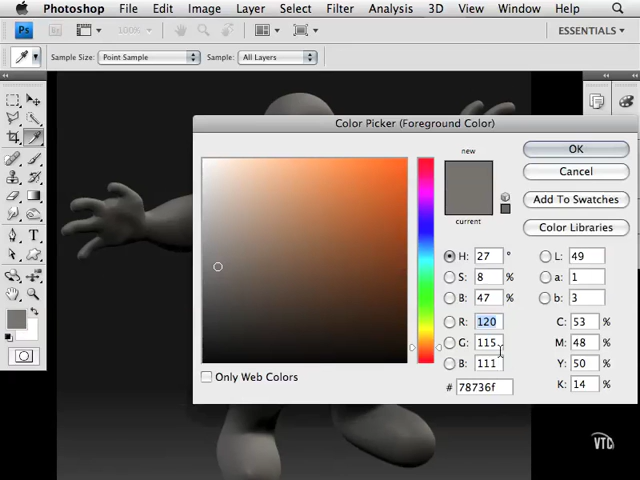 Photoshop File Edit Image Layer Select Filter Analysis 3D View Window Help
Ps Br 100% ESSENTIALS
Sample Size: Point Sample Sample: All Layers
Color Picker (Foreground Color)
new
current
OK
Cancel
Add To Swatches
Color Libraries
H: 27 ° L: 49
S: 8 % a: 1
B: 47 % b: 3
R: 120 C: 53 %
G: 115 M: 48 %
B: 111 Y: 50 %
# 78736f K: 14 %
Only Web Colors
T
VTC